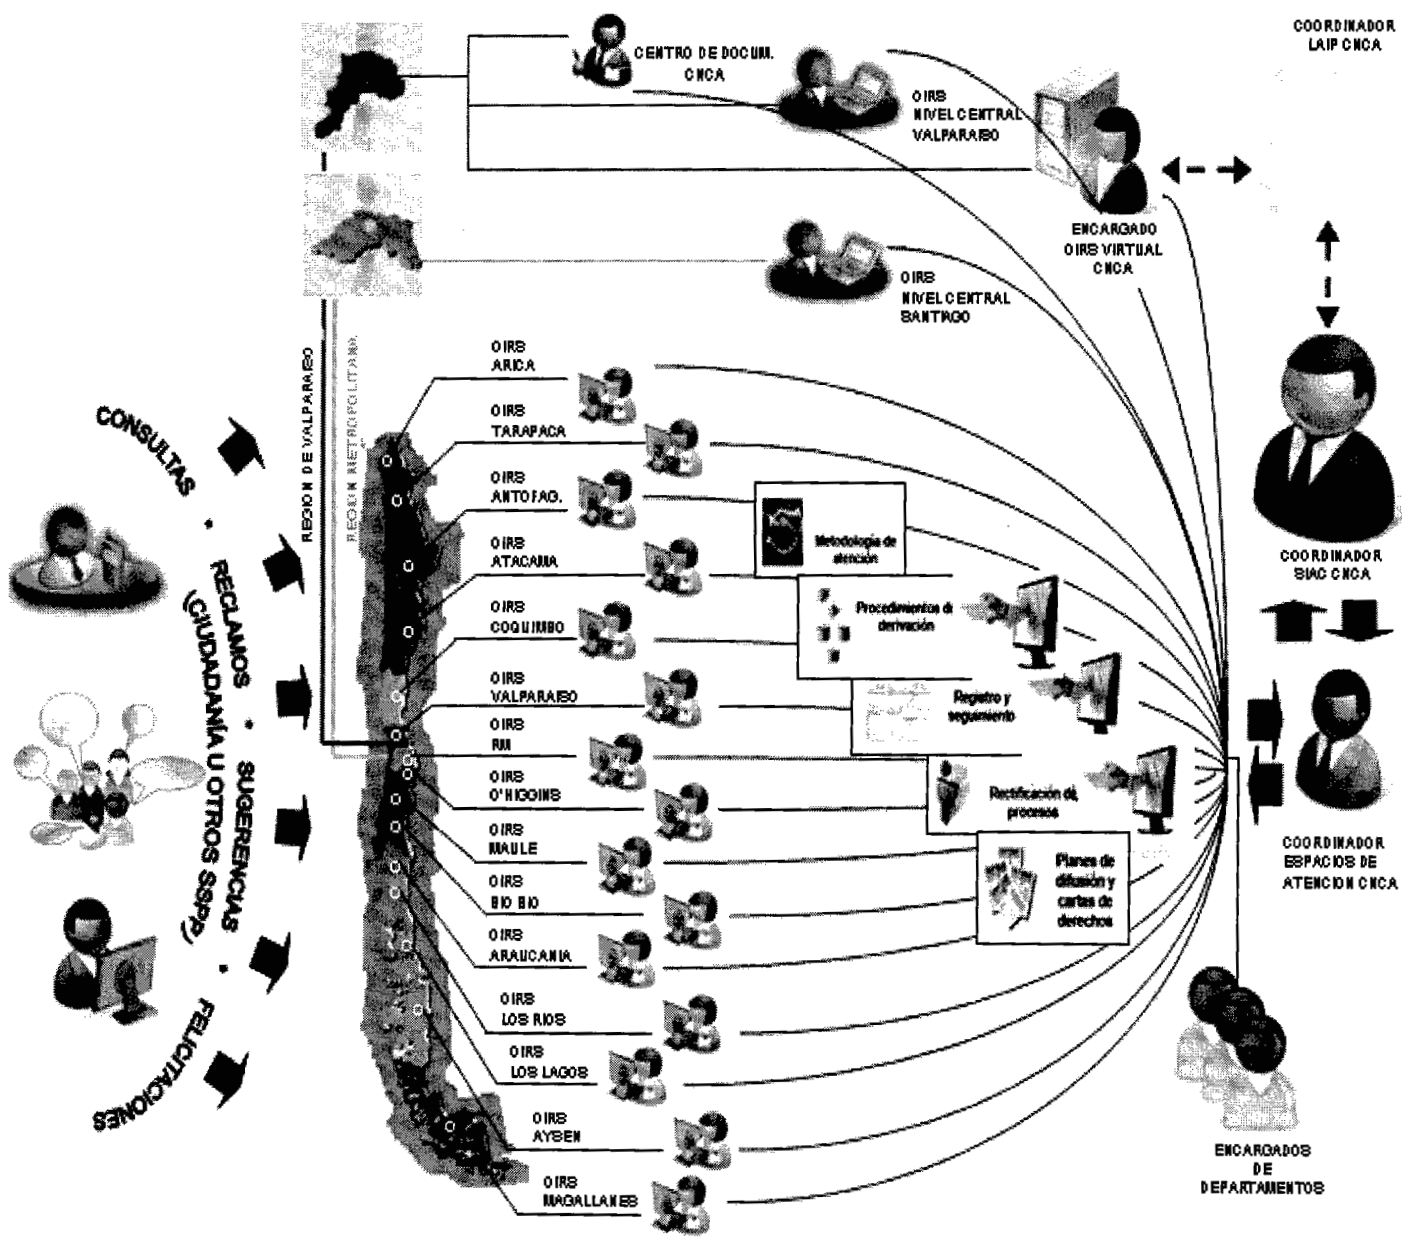 COORDINADOR
LAIP CNCA
CENTRO DE DOCUM.
CNCA
OIRS
NIVEL CENTRAL
VALPARAISO
ENCARGADO
OIRS VIRTUAL
CNCA
OIRS
NIVEL CENTRAL
SANTIAGO
REGION DE VALPARAISO
REGION METROPOLITANA
CONSULTAS • RECLAMOS • SUGERENCIAS • FELICITACIONES
(CIUDADANÍA U OTROS SSPP)
OIRS
ARICA
OIRS
TARAPACA
OIRS
ANTOFAG.
OIRS
ATACAMA
OIRS
COQUIMBO
OIRS
VALPARAISO
OIRS
RM
OIRS
O'HIGGINS
OIRS
MAULE
OIRS
BIO BIO
OIRS
ARAUCANIA
OIRS
LOS RIOS
OIRS
LOS LAGOS
OIRS
AYSEN
OIRS
MAGALLANES
Metodología de
atención
Procedimientos de
derivación
Registro y
seguimiento
Rectificación de
procesos
Planes de
difusión y
cartas de
derechos
COORDINADOR
SIAC CNCA
COORDINADOR
ESPACIOS DE
ATENCION CNCA
ENCARGADOS
DE
DEPARTAMENTOS